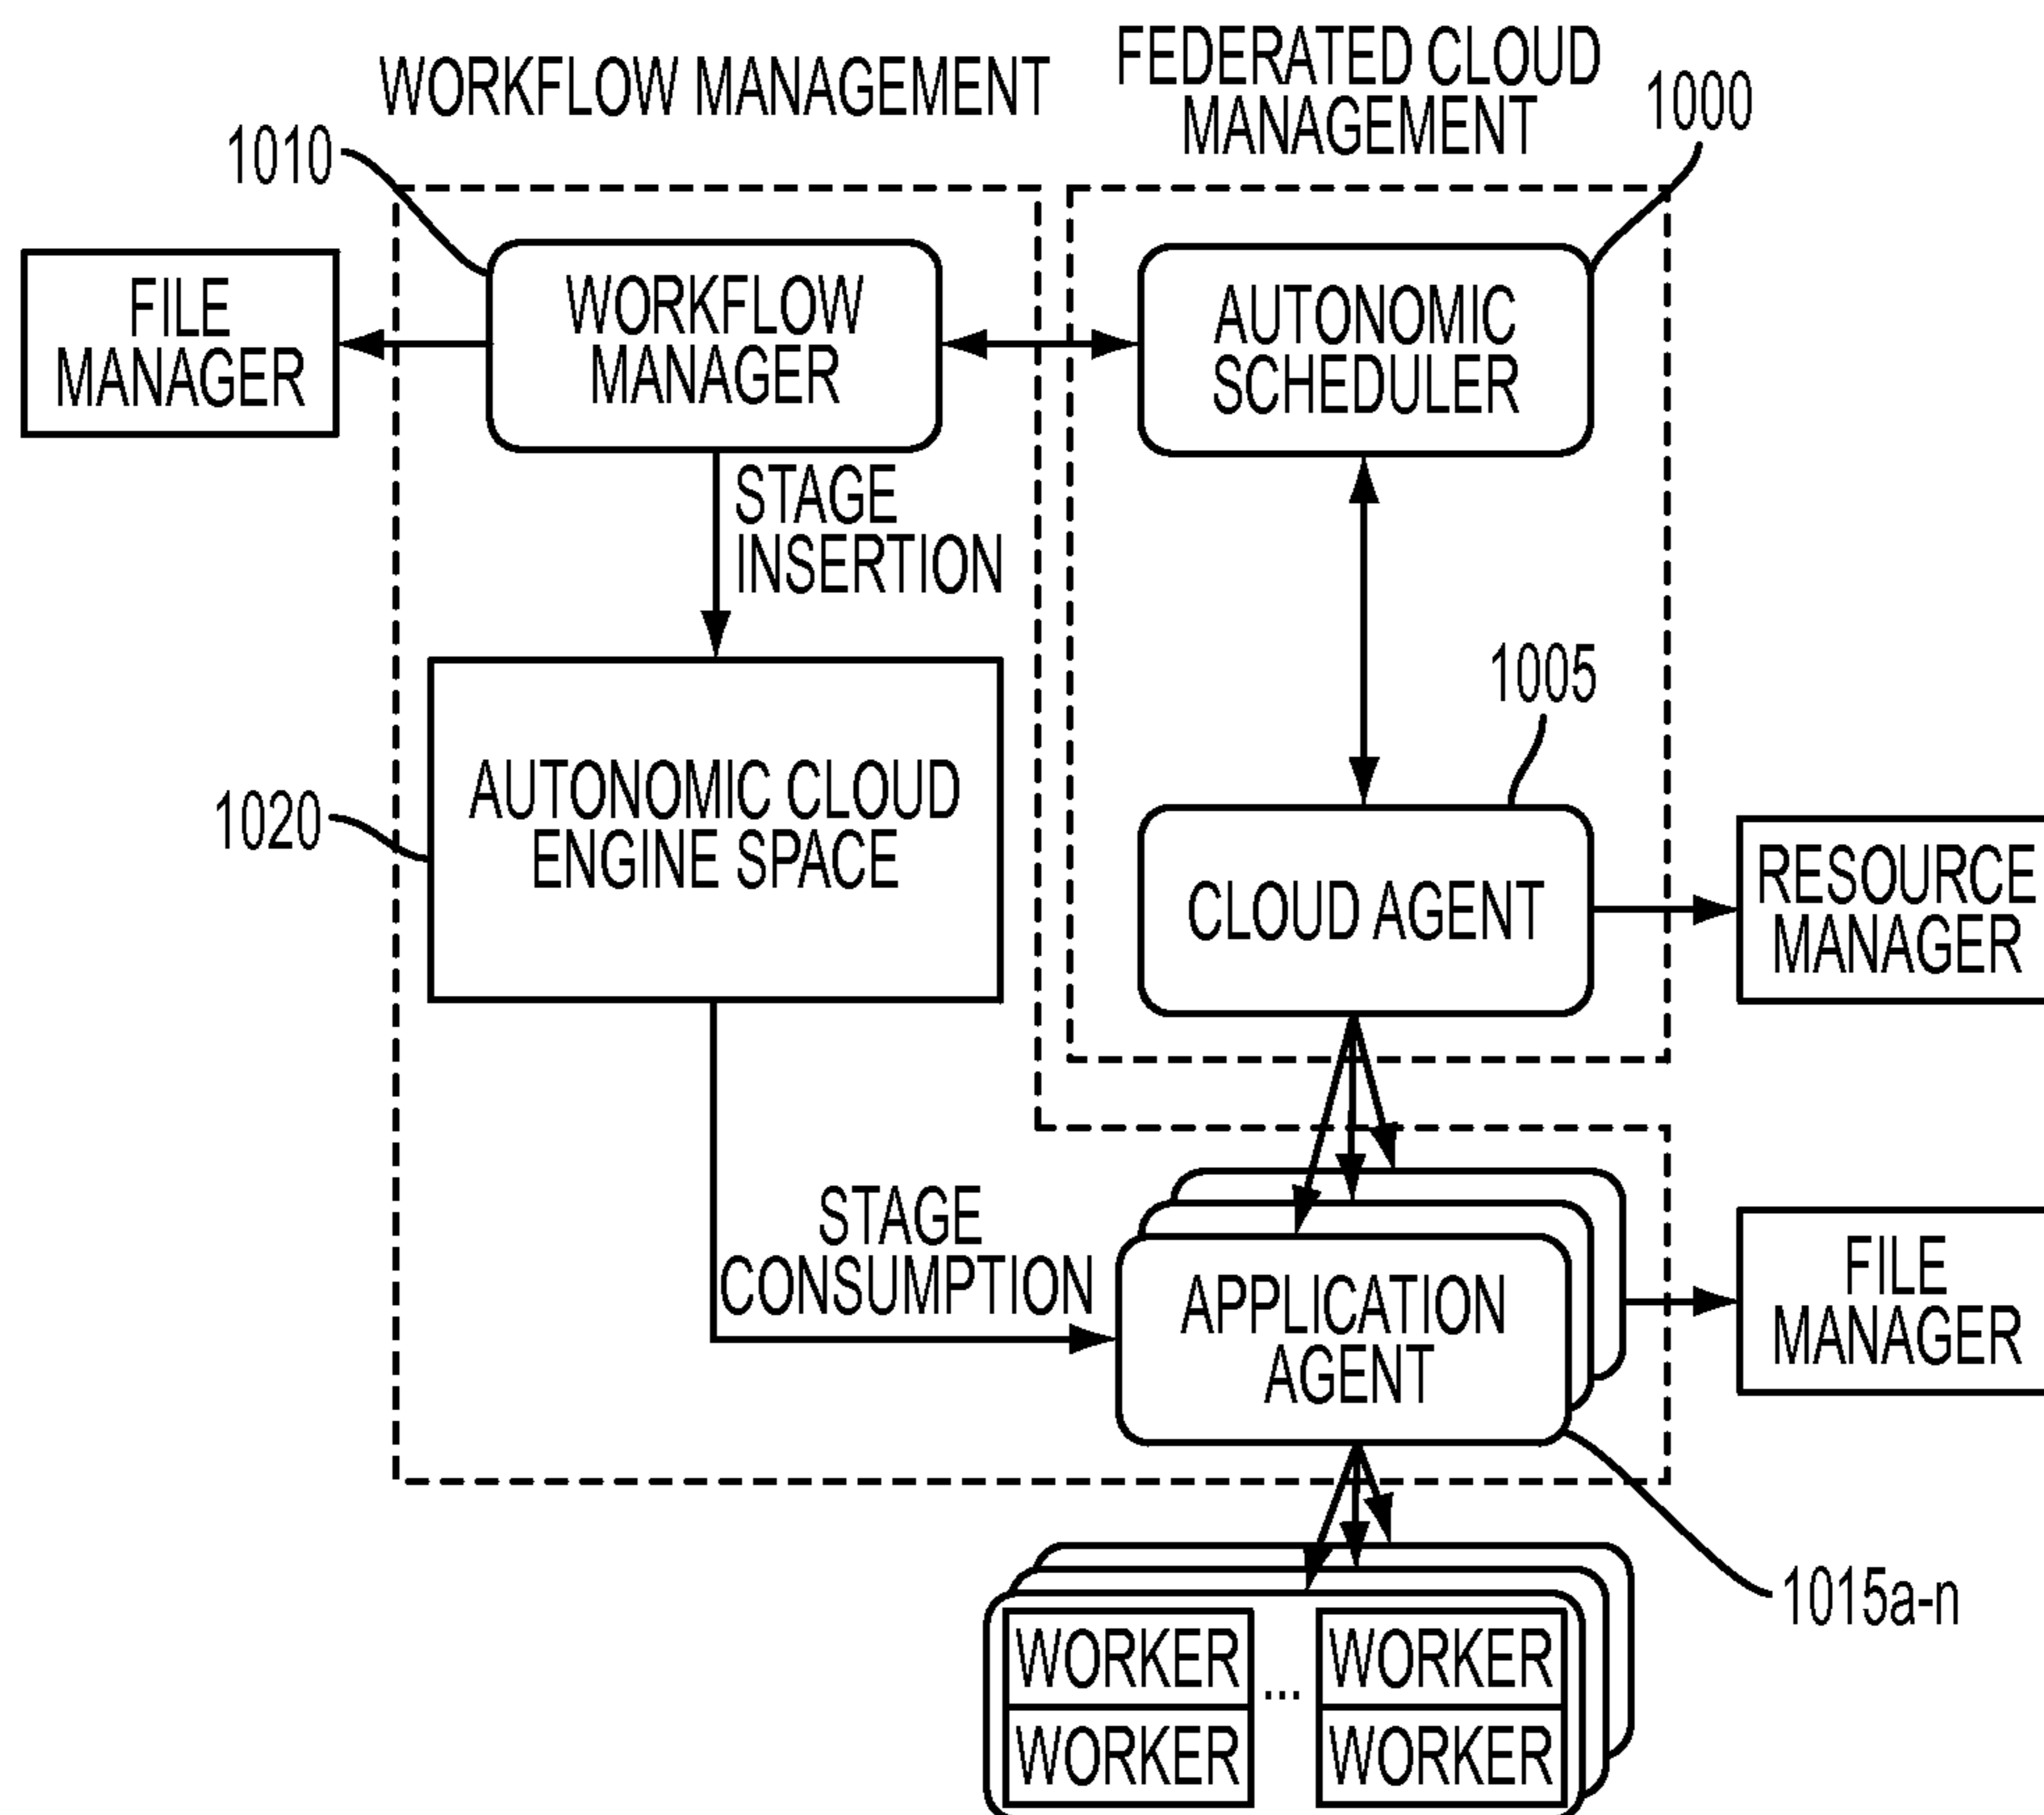 WORKFLOW MANAGEMENT
FEDERATED CLOUD
MANAGEMENT
1000
1010
FILE
MANAGER
WORKFLOW
MANAGER
AUTONOMIC
SCHEDULER
STAGE
INSERTION
1005
1020
AUTONOMIC CLOUD
ENGINE SPACE
CLOUD AGENT
RESOURCE
MANAGER
STAGE
CONSUMPTION
APPLICATION
AGENT
FILE
MANAGER
1015a-n
WORKER ... WORKER
WORKER WORKER